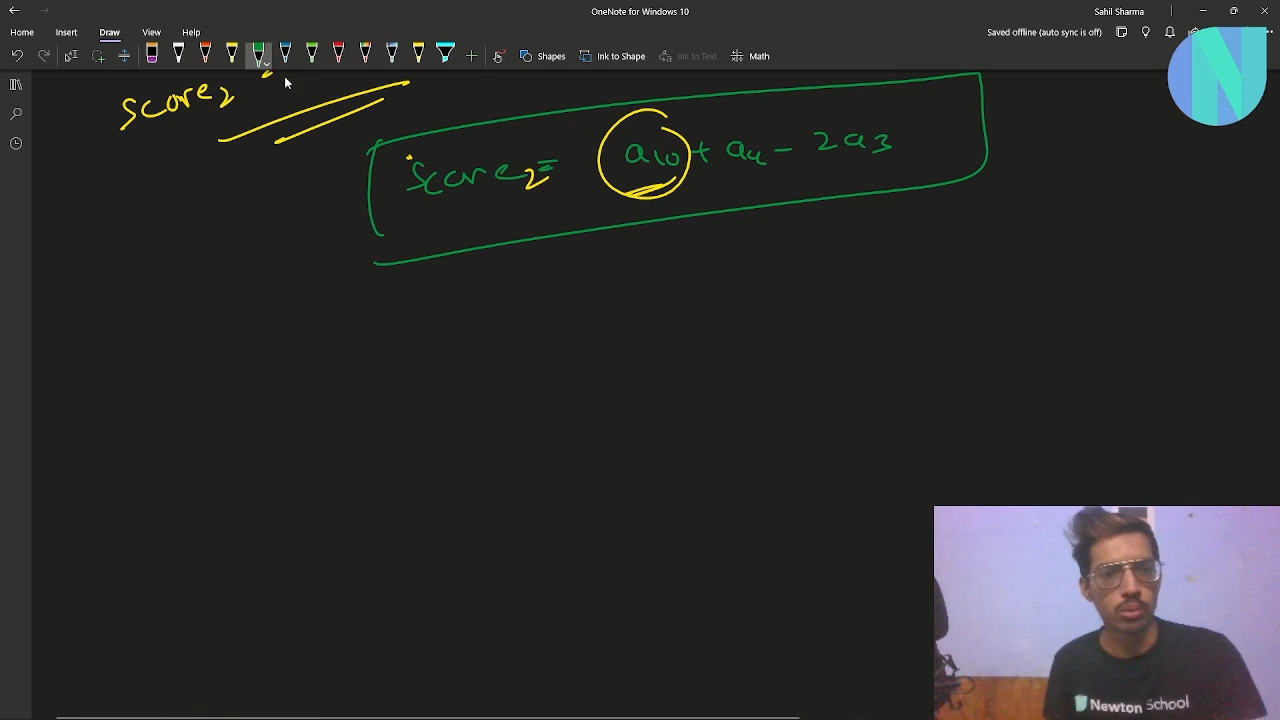 OneNote for Windows 10
Sahil Sharma
Home Insert Draw View Help
Saved offline (auto sync is off)
Shapes Ink to Shape Ink to Text Math
score2
score2 = a10 + a4 - 2a3
Newton School